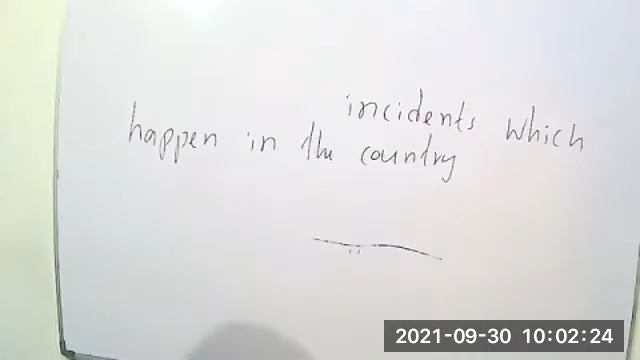 incidents which
happen in the country
2021-09-30 10:02:24